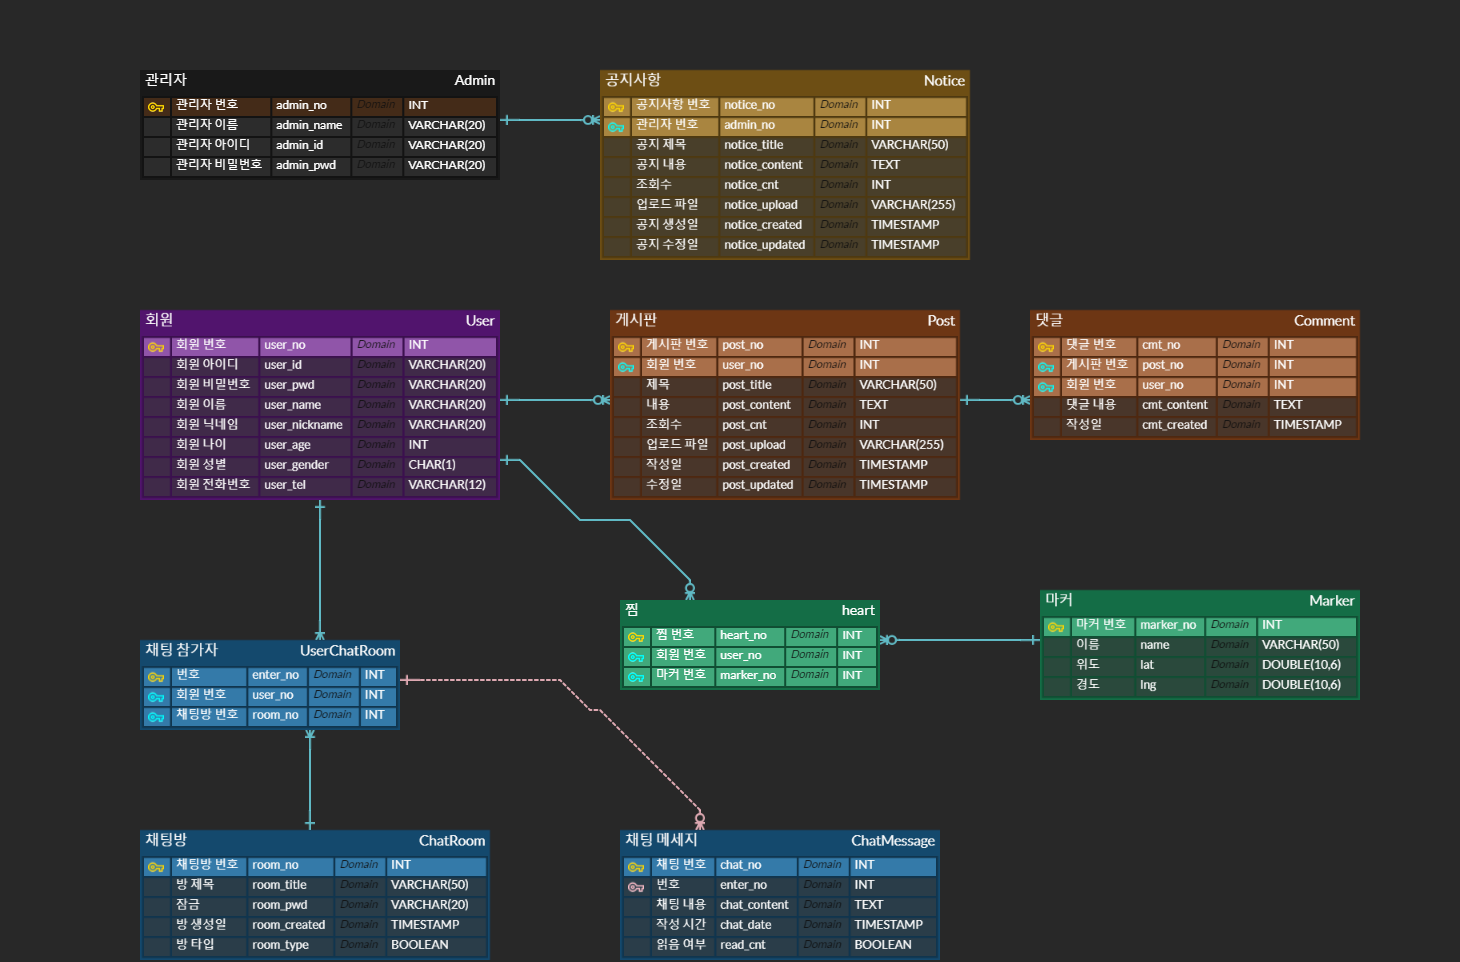 관리자 Admin
관리자 번호 admin_no Domain INT
관리자 이름 admin_name Domain VARCHAR(20)
관리자 아이디 admin_id Domain VARCHAR(20)
관리자 비밀번호 admin_pwd Domain VARCHAR(20)
공지사항 Notice
공지사항 번호 notice_no Domain INT
관리자 번호 admin_no Domain INT
공지 제목 notice_title Domain VARCHAR(50)
공지 내용 notice_content Domain TEXT
조회수 notice_cnt Domain INT
업로드 파일 notice_upload Domain VARCHAR(255)
공지 생성일 notice_created Domain TIMESTAMP
공지 수정일 notice_updated Domain TIMESTAMP
회원 User
회원 번호 user_no Domain INT
회원 아이디 user_id Domain VARCHAR(20)
회원 비밀번호 user_pwd Domain VARCHAR(20)
회원 이름 user_name Domain VARCHAR(20)
회원 닉네임 user_nickname Domain VARCHAR(20)
회원 나이 user_age Domain INT
회원 성별 user_gender Domain CHAR(1)
회원 전화번호 user_tel Domain VARCHAR(12)
게시판 Post
게시판 번호 post_no Domain INT
회원 번호 user_no Domain INT
제목 post_title Domain VARCHAR(50)
내용 post_content Domain TEXT
조회수 post_cnt Domain INT
업로드 파일 post_upload Domain VARCHAR(255)
작성일 post_created Domain TIMESTAMP
수정일 post_updated Domain TIMESTAMP
댓글 Comment
댓글 번호 cmt_no Domain INT
게시판 번호 post_no Domain INT
회원 번호 user_no Domain INT
댓글 내용 cmt_content Domain TEXT
작성일 cmt_created Domain TIMESTAMP
찜 heart
찜 번호 heart_no Domain INT
회원 번호 user_no Domain INT
마커 번호 marker_no Domain INT
마커 Marker
마커 번호 marker_no Domain INT
이름 name Domain VARCHAR(50)
위도 lat Domain DOUBLE(10,6)
경도 lng Domain DOUBLE(10,6)
채팅 참가자 UserChatRoom
번호 enter_no Domain INT
회원 번호 user_no Domain INT
채팅방 번호 room_no Domain INT
채팅방 ChatRoom
채팅방 번호 room_no Domain INT
방 제목 room_title Domain VARCHAR(50)
잠금 room_pwd Domain VARCHAR(20)
방 생성일 room_created Domain TIMESTAMP
방 타입 room_type Domain BOOLEAN
채팅 메세지 ChatMessage
채팅 번호 chat_no Domain INT
번호 enter_no Domain INT
채팅 내용 chat_content Domain TEXT
작성 시간 chat_date Domain TIMESTAMP
읽음 여부 read_cnt Domain BOOLEAN